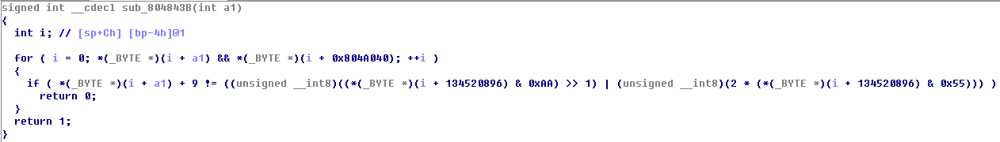 signed int __cdecl sub_804843B(int a1)
{
int i; // [sp+Ch] [bp-4h]@1
for ( i = 0; *(_BYTE *)(i + a1) && *(_BYTE *)(i + 0x804A040); ++i )
{
if ( *(_BYTE *)(i + a1) + 9 != ((unsigned __int8)((*(_BYTE *)(i + 134520896) & 0xAA) >> 1) | (unsigned __int8)(2 * (*(_BYTE *)(i + 134520896) & 0x55))) )
return 0;
}
return 1;
}